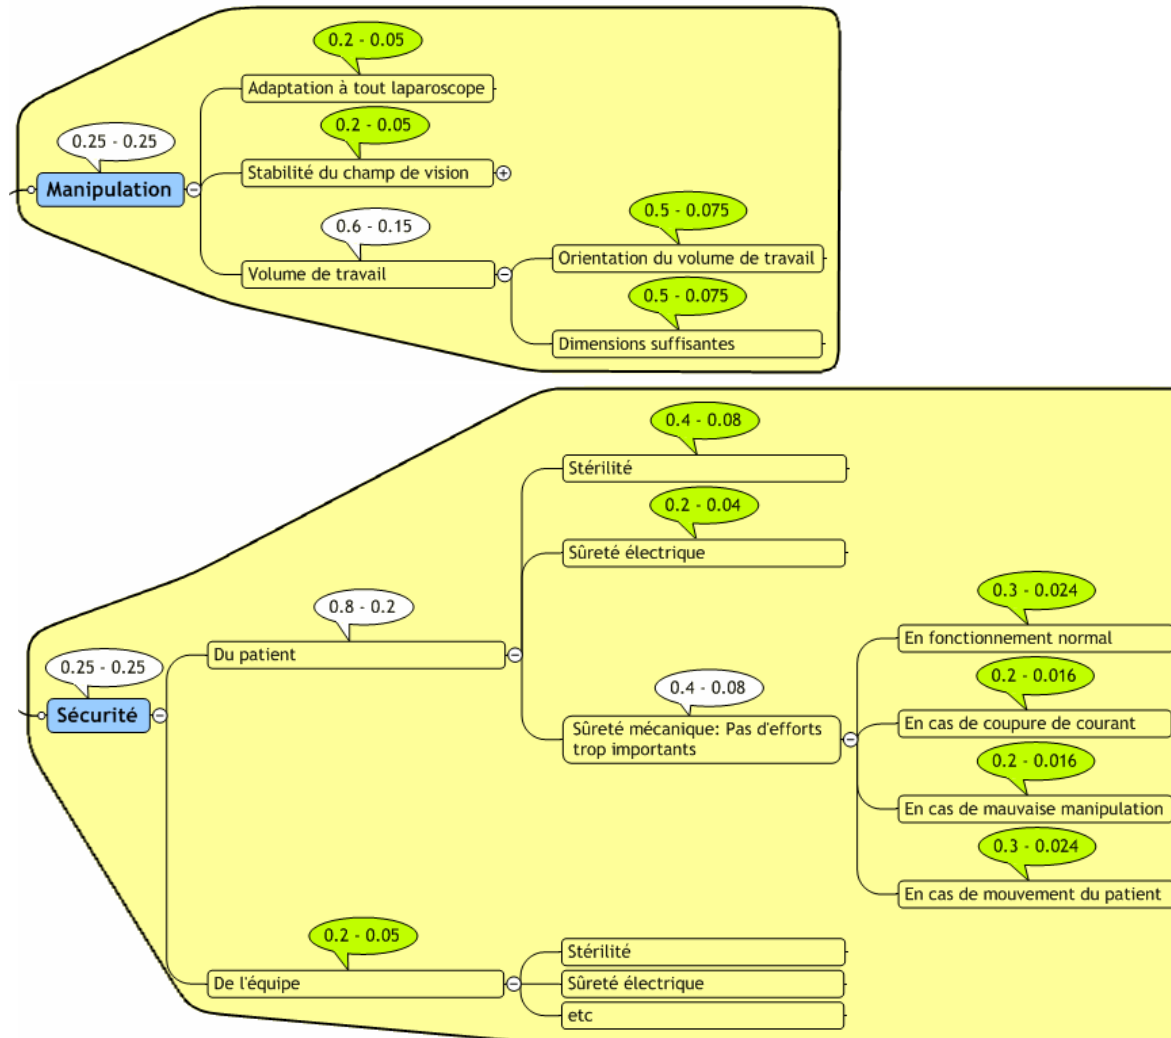 0.2 - 0.05
Adaptation à tout laparoscope
0.25 - 0.25
Manipulation
0.2 - 0.05
Stabilité du champ de vision
0.6 - 0.15
Volume de travail
0.5 - 0.075
Orientation du volume de travail
0.5 - 0.075
Dimensions suffisantes
0.25 - 0.25
Sécurité
0.8 - 0.2
Du patient
0.4 - 0.08
Stérilité
0.2 - 0.04
Sûreté électrique
0.4 - 0.08
Sûreté mécanique: Pas d'efforts
trop importants
0.3 - 0.024
En fonctionnement normal
0.2 - 0.016
En cas de coupure de courant
0.2 - 0.016
En cas de mauvaise manipulation
0.3 - 0.024
En cas de mouvement du patient
0.2 - 0.05
De l'équipe
Stérilité
Sûreté électrique
etc